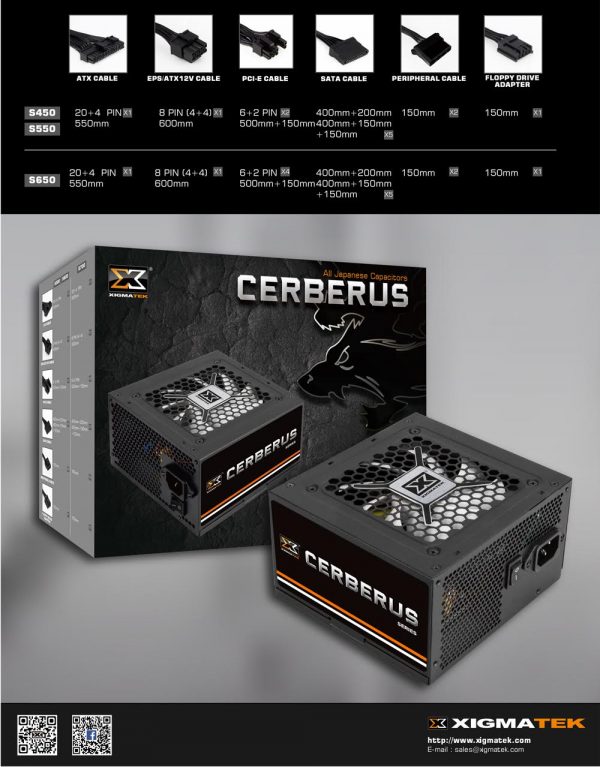 ATX CABLE
EPS/ATX12V CABLE
PCI-E CABLE
SATA CABLE
PERIPHERAL CABLE
FLOPPY DRIVE
ADAPTER
S450
S550
20+4 PIN X1
550mm
8 PIN (4+4) X1
600mm
6+2 PIN X2
500mm+150mm
400mm+200mm
400mm+150mm
+150mm X5
150mm X2
150mm X1
S650
20+4 PIN X1
550mm
8 PIN (4+4) X1
600mm
6+2 PIN X4
500mm+150mm
400mm+200mm
400mm+150mm
+150mm X5
150mm X2
150mm X1
XIGMATEK
All Japanese Capacitors
CERBERUS
CERBERUS
SERIES
CERBERUS
SERIES
XIGMATEK
http://www.xigmatek.com
E-mail : sales@xigmatek.com